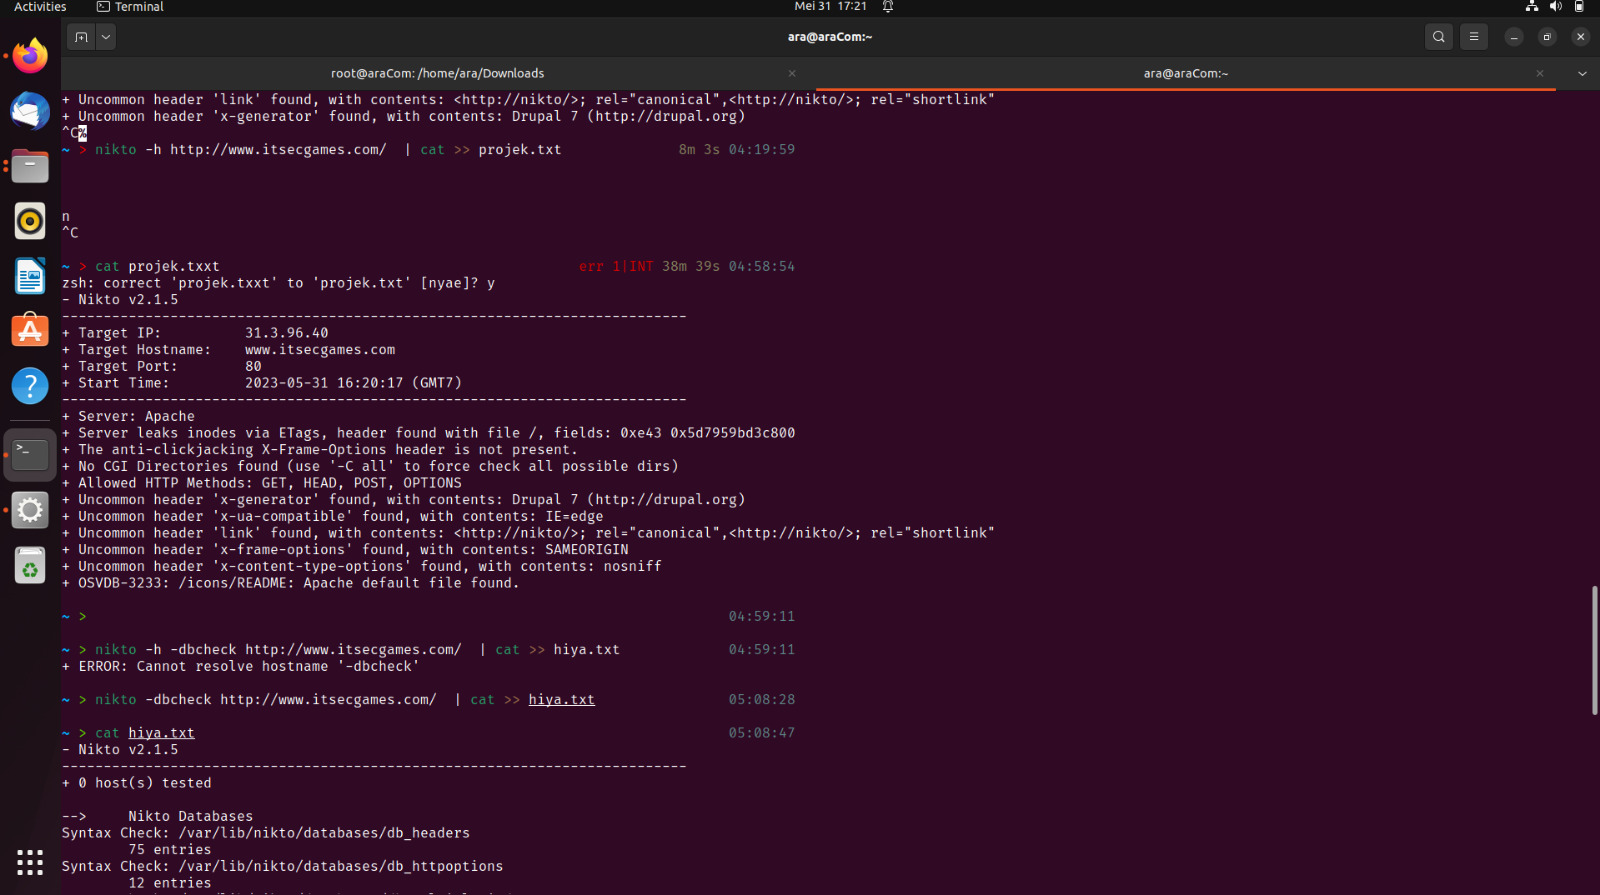 Activities
Terminal
Mei 31 17:21
ara@araCom:~
root@araCom: /home/ara/Downloads
ara@araCom:~
+ Uncommon header 'link' found, with contents: <http://nikto/>; rel="canonical",<http://nikto/>; rel="shortlink"
+ Uncommon header 'x-generator' found, with contents: Drupal 7 (http://drupal.org)
^C%
~ > nikto -h http://www.itsecgames.com/  | cat >> projek.txt 8m 3s 04:19:59
n
^C
~ > cat projek.txxt err 1|INT 38m 39s 04:58:54
zsh: correct 'projek.txxt' to 'projek.txt' [nyae]? y
- Nikto v2.1.5
---------------------------------------------------------------------------
+ Target IP:          31.3.96.40
+ Target Hostname:    www.itsecgames.com
+ Target Port:        80
+ Start Time:         2023-05-31 16:20:17 (GMT7)
---------------------------------------------------------------------------
+ Server: Apache
+ Server leaks inodes via ETags, header found with file /, fields: 0xe43 0x5d7959bd3c800
+ The anti-clickjacking X-Frame-Options header is not present.
+ No CGI Directories found (use '-C all' to force check all possible dirs)
+ Allowed HTTP Methods: GET, HEAD, POST, OPTIONS
+ Uncommon header 'x-generator' found, with contents: Drupal 7 (http://drupal.org)
+ Uncommon header 'x-ua-compatible' found, with contents: IE=edge
+ Uncommon header 'link' found, with contents: <http://nikto/>; rel="canonical",<http://nikto/>; rel="shortlink"
+ Uncommon header 'x-frame-options' found, with contents: SAMEORIGIN
+ Uncommon header 'x-content-type-options' found, with contents: nosniff
+ OSVDB-3233: /icons/README: Apache default file found.
~ > 04:59:11
~ > nikto -h -dbcheck http://www.itsecgames.com/  | cat >> hiya.txt 04:59:11
+ ERROR: Cannot resolve hostname '-dbcheck'
~ > nikto -dbcheck http://www.itsecgames.com/  | cat >> hiya.txt 05:08:28
~ > cat hiya.txt 05:08:47
- Nikto v2.1.5
---------------------------------------------------------------------------
+ 0 host(s) tested
-->     Nikto Databases
Syntax Check: /var/lib/nikto/databases/db_headers
75 entries
Syntax Check: /var/lib/nikto/databases/db_httpoptions
12 entries